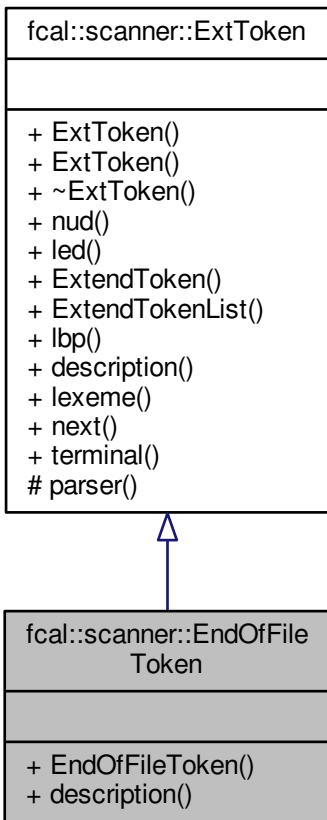 fcal::scanner::ExtToken
+ ExtToken()
+ ExtToken()
+ ~ExtToken()
+ nud()
+ led()
+ ExtendToken()
+ ExtendTokenList()
+ lbp()
+ description()
+ lexeme()
+ next()
+ terminal()
# parser()
fcal::scanner::EndOfFile
Token
+ EndOfFileToken()
+ description()